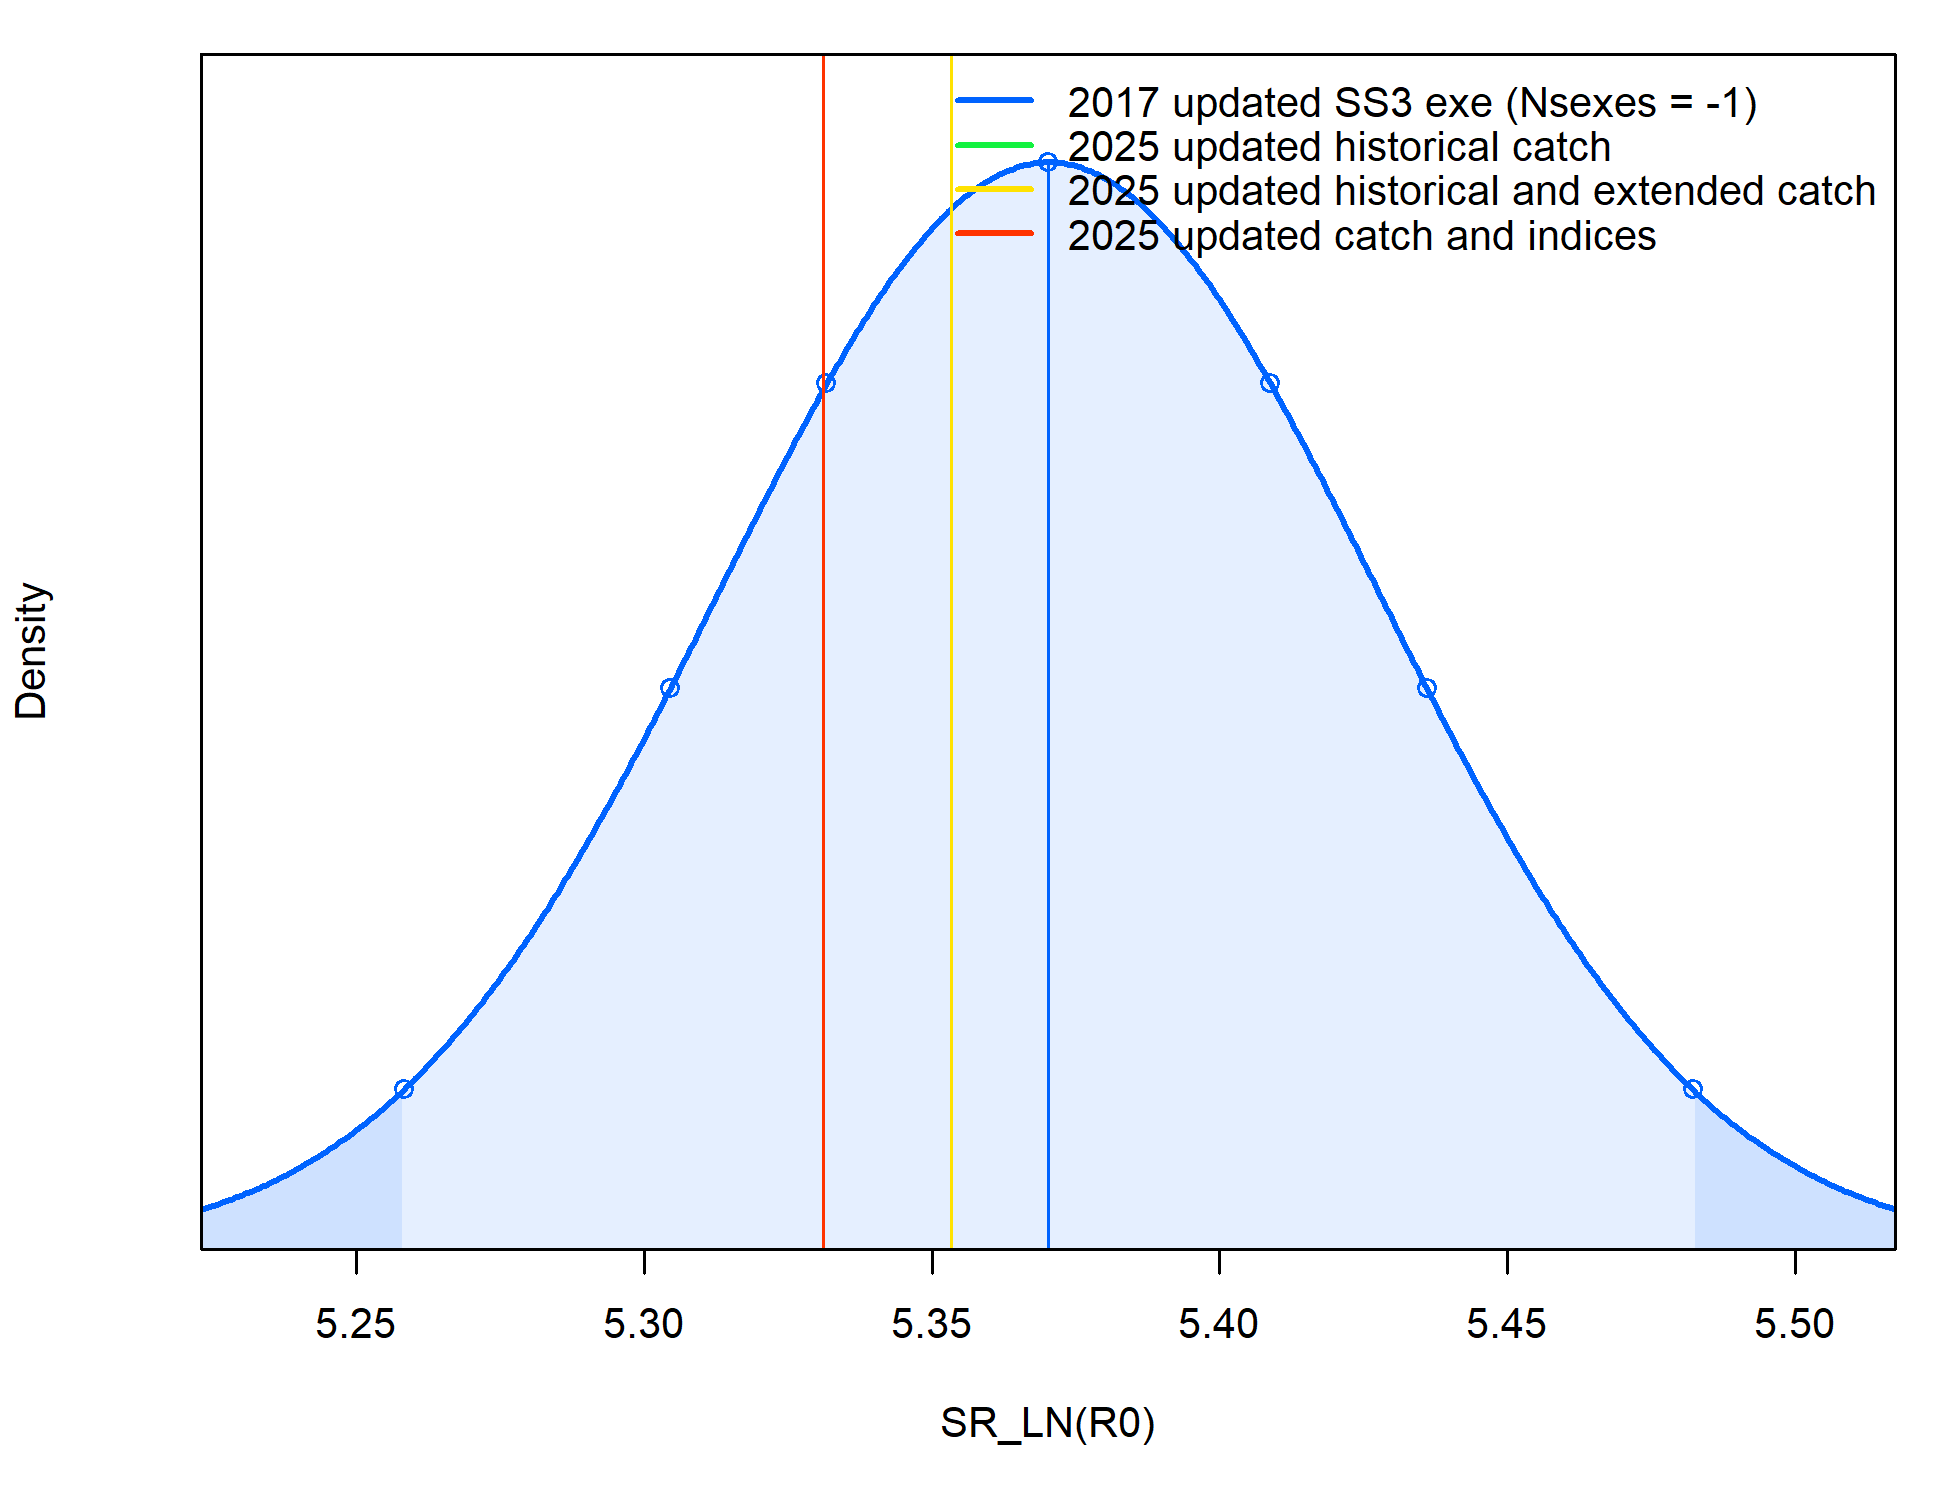 2017 updated SS3 exe (Nsexes = -1)
2025 updated historical catch
2025 updated historical and extended catch
2025 updated catch and indices
Density
5.25 5.30 5.35 5.40 5.45 5.50
SR_LN(R0)